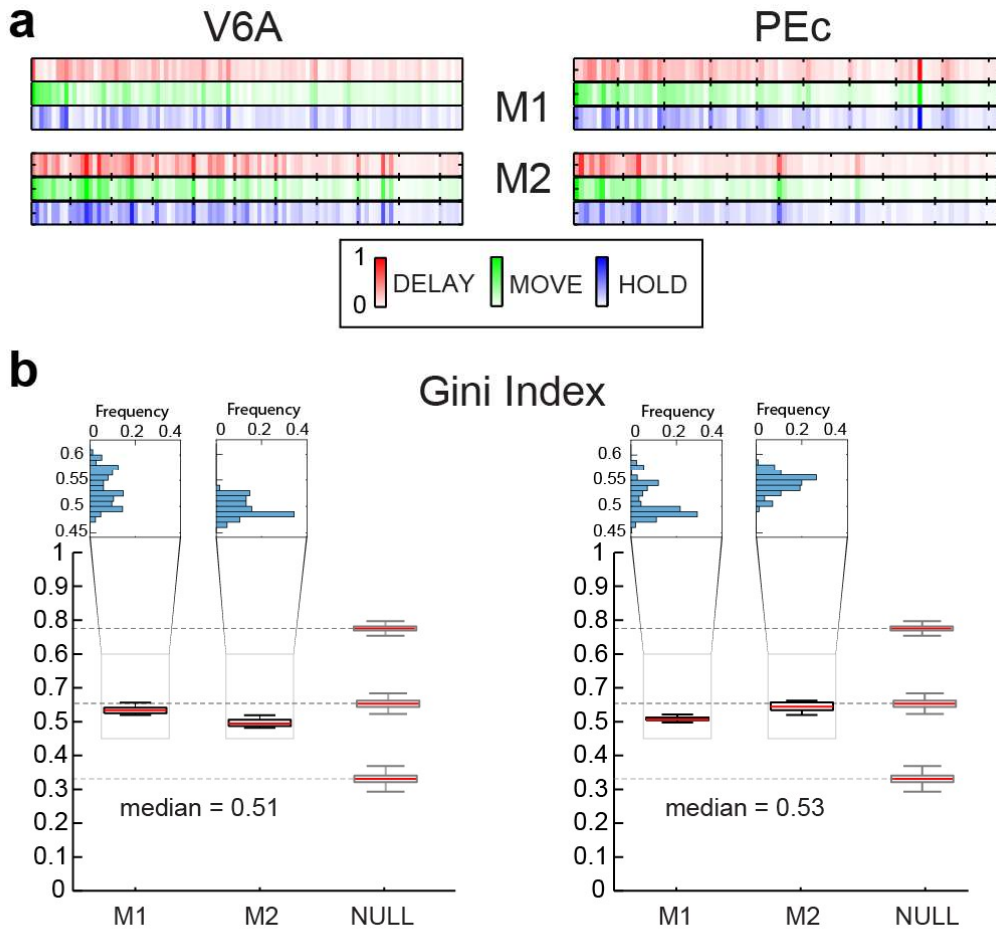 a
V6A
PEc
M1
M2
1
0
DELAY
MOVE
HOLD
b
Gini Index
Frequency
0 0.2 0.4
Frequency
0 0.2 0.4
0.6
0.55
0.5
0.45
1
0.9
0.8
0.6
0.7
0.5
0.3
0.2
0.1
0
median = 0.51
M1 M2 NULL
Frequency
0 0.2 0.4
Frequency
0 0.2 0.4
0.6
0.55
0.5
0.45
1
0.9
0.8
0.6
0.7
0.5
0.3
0.2
0.1
0
median = 0.53
M1 M2 NULL